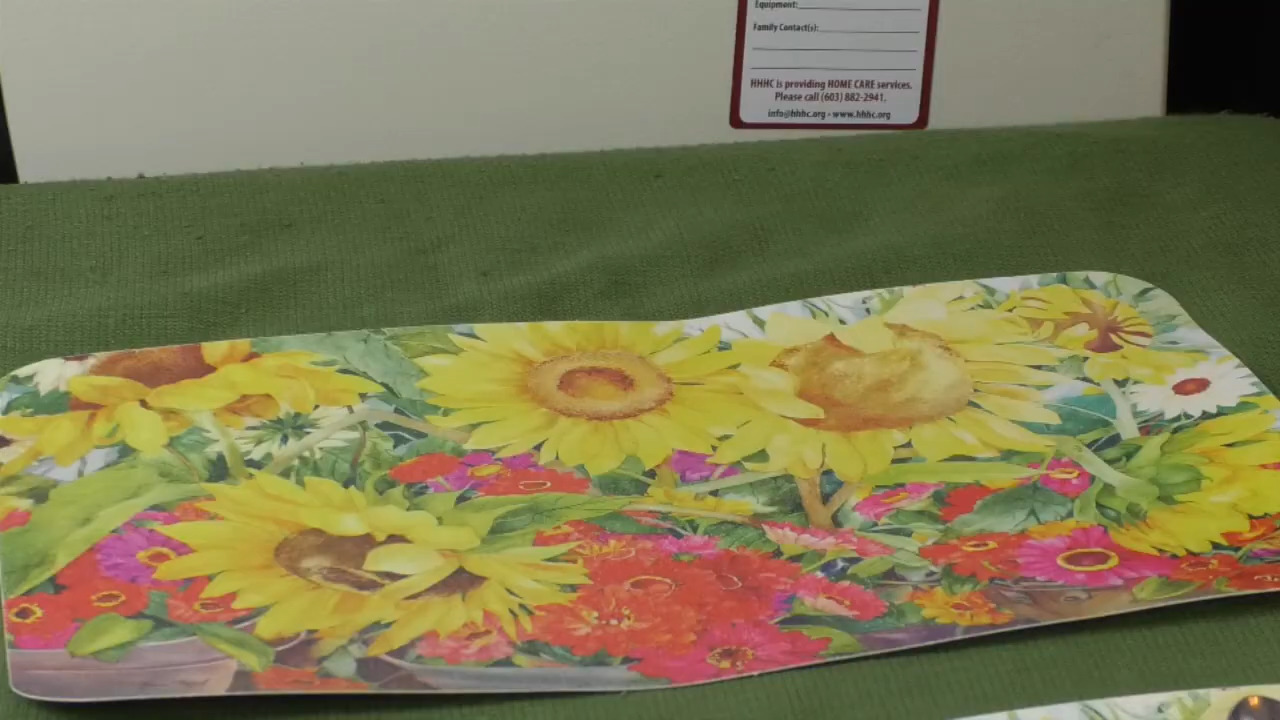 Equipment:
Family Contact(s):
HHHC is providing HOME CARE services.
Please call (603) 882-2941.
info@hhhc.org - www.hhhc.org